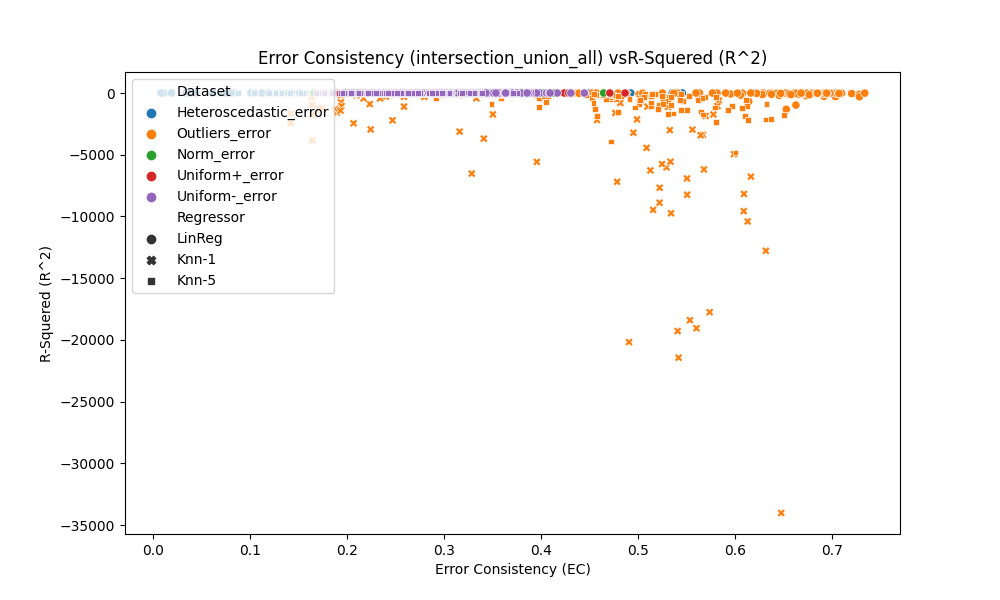 Error Consistency (intersection_union_all) vsR-Squered (R^2)
R-Squered (R^2)
0
−5000
−10000
−15000
−20000
−25000
−30000
−35000
Dataset
Heteroscedastic_error
Outliers_error
Norm_error
Uniform+_error
Uniform-_error
Regressor
LinReg
Knn-1
Knn-5
0.0 0.1 0.2 0.3 0.4 0.5 0.6 0.7
Error Consistency (EC)